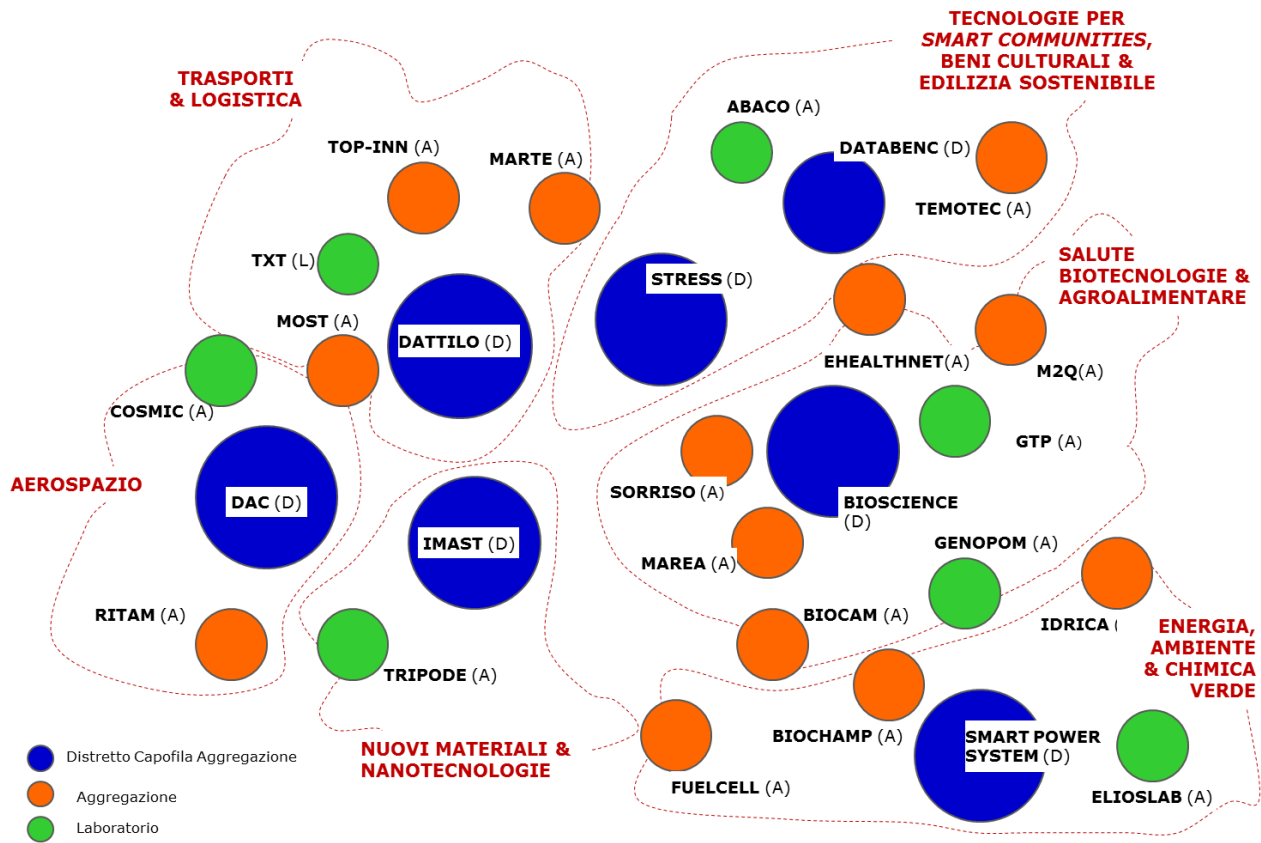 TECNOLOGIE PER
SMART COMMUNITIES,
BENI CULTURALI &
EDILIZIA SOSTENIBILE
TRASPORTI
& LOGISTICA
ABACO (A)
DATABENC (D)
TEMOTEC (A)
TOP-INN (A)
MARTE (A)
TXT (L)
STRESS (D)
MOST (A)
DATTILO (D)
SALUTE
BIOTECNOLOGIE &
AGROALIMENTARE
EHEALTHNET(A)
M2Q(A)
COSMIC (A)
GTP (A)
AEROSPAZIO
DAC (D)
SORRISO (A)
BIOSCIENCE
(D)
IMAST (D)
MAREA (A)
GENOPOM (A)
RITAM (A)
BIOCAM (A)
IDRICA (
TRIPODE (A)
ENERGIA,
AMBIENTE
& CHIMICA
VERDE
NUOVI MATERIALI &
NANOTECNOLOGIE
BIOCHAMP (A)
SMART POWER
SYSTEM (D)
FUELCELL (A)
ELIOSLAB (A)
Distretto Capofila Aggregazione
Aggregazione
Laboratorio